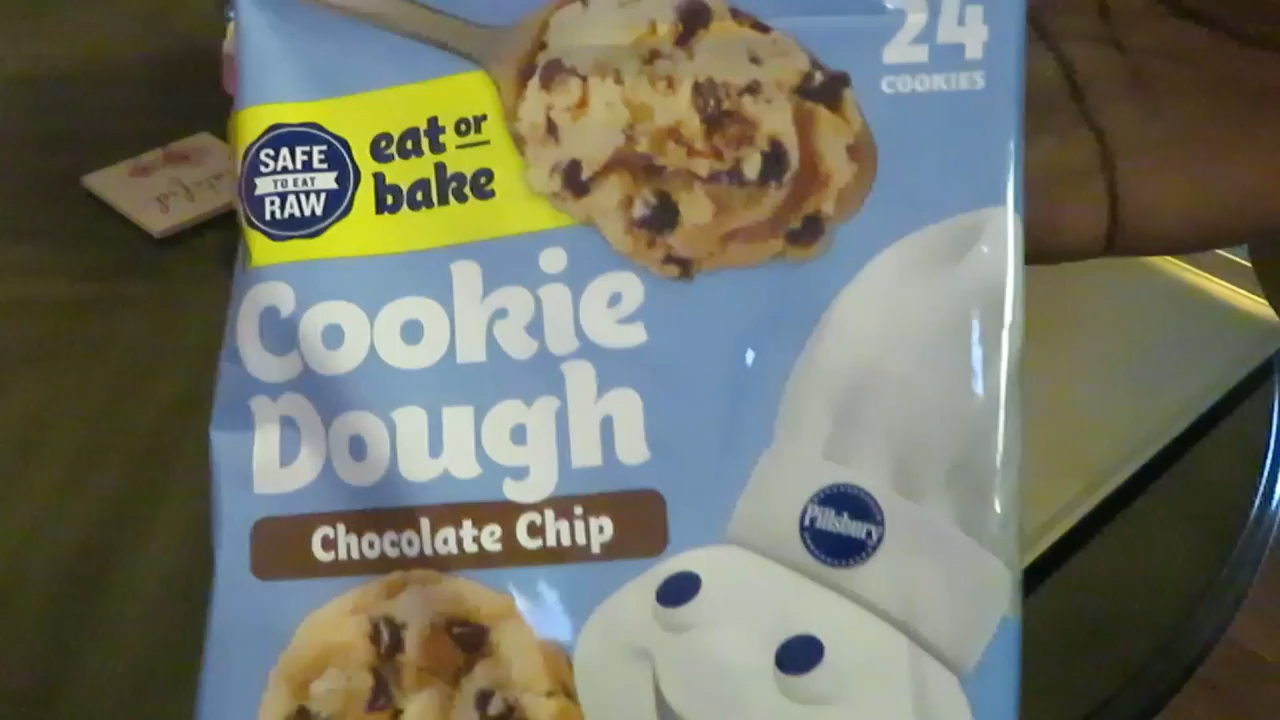 24
COOKIES
SAFE
TO EAT
RAW
eat or
bake
Cookie
Dough
Chocolate Chip
Pillsbury